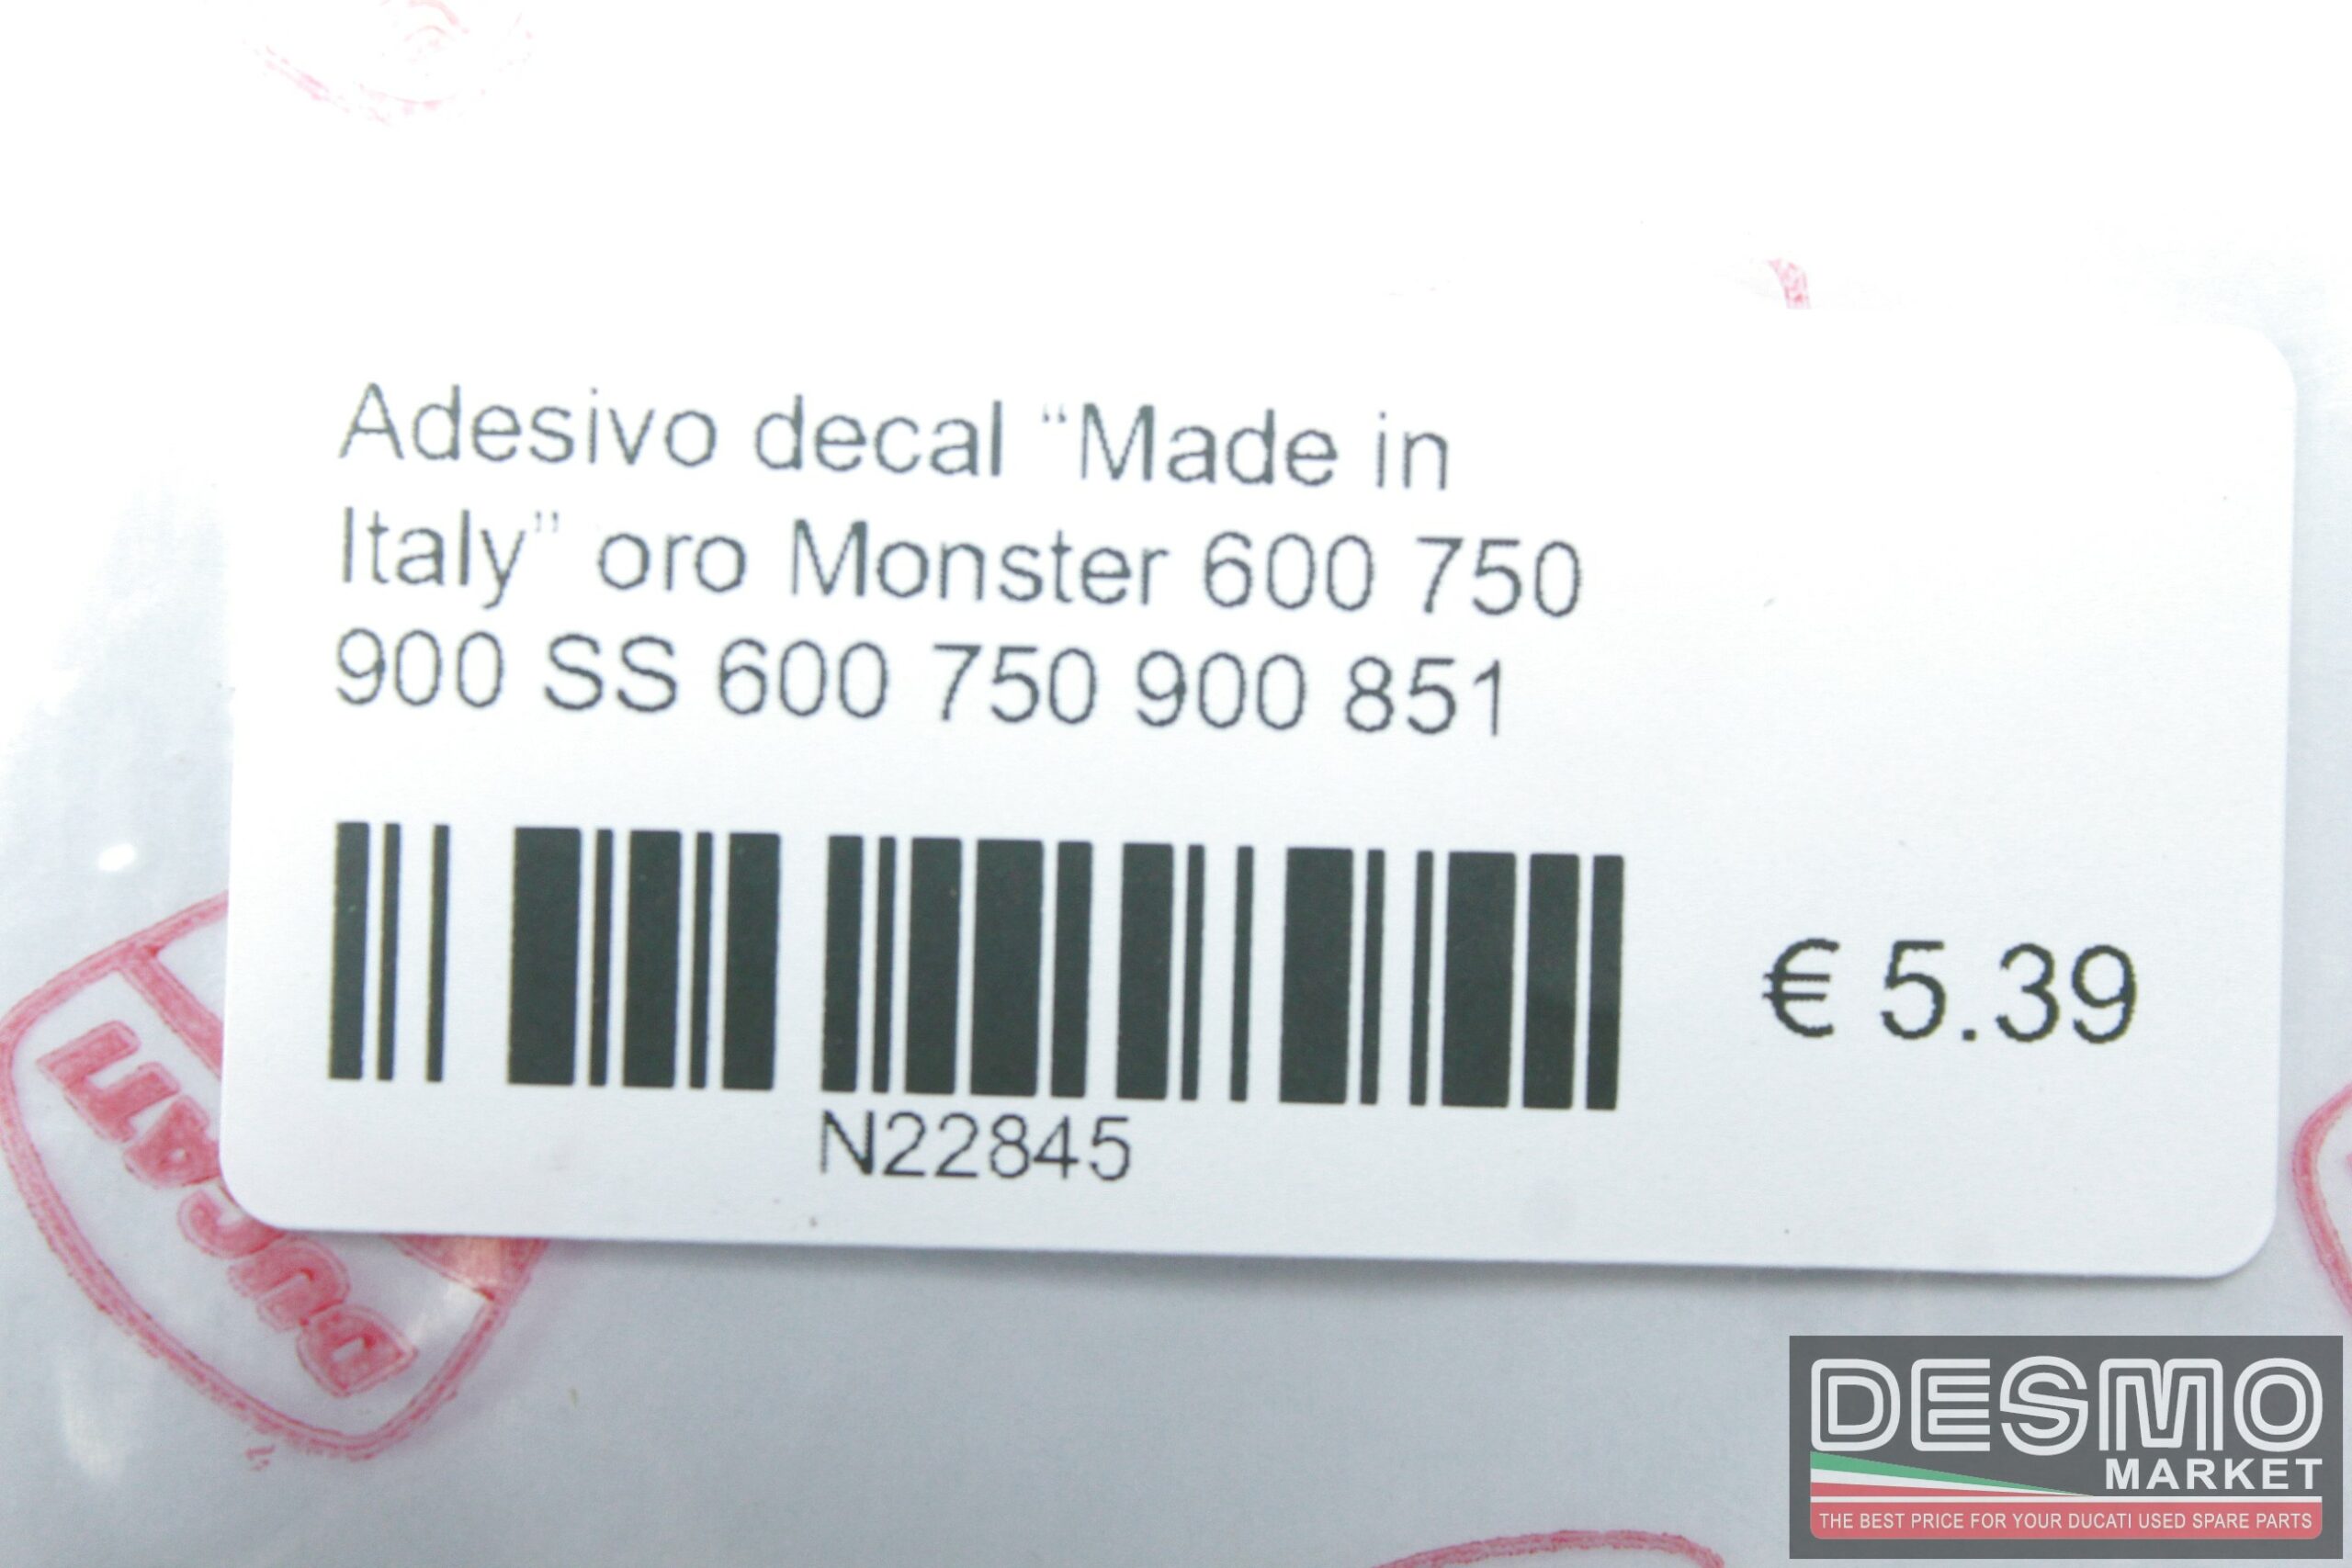 Adesivo decal “Made in
Italy” oro Monster 600 750
900 SS 600 750 900 851
N22845
€ 5.39
DUCATI
DESMO
MARKET
THE BEST PRICE FOR YOUR DUCATI USED SPARE PARTS